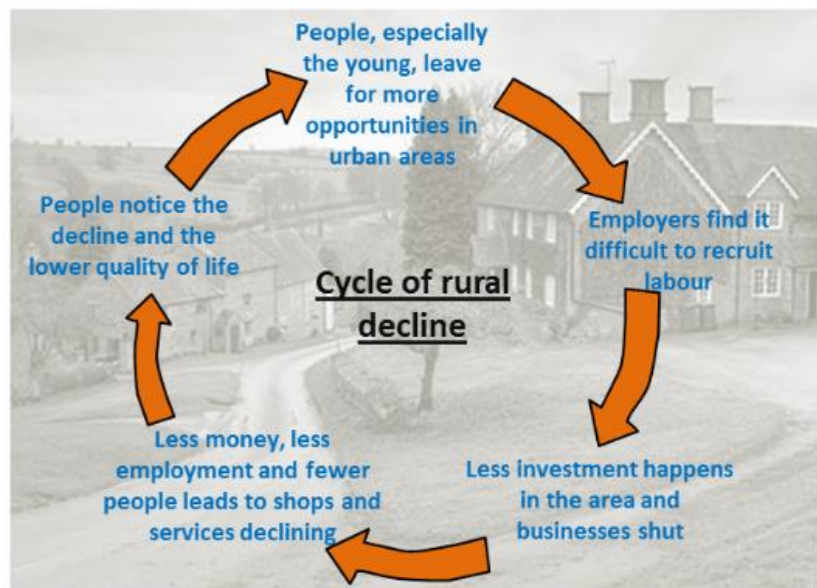 People, especially
the young, leave
for more
opportunities in
urban areas
Employers find it
difficult to recruit
labour
Less investment happens
in the area and
businesses shut
Less money, less
employment and fewer
people leads to shops and
services declining
People notice the
decline and the
lower quality of life
Cycle of rural
decline